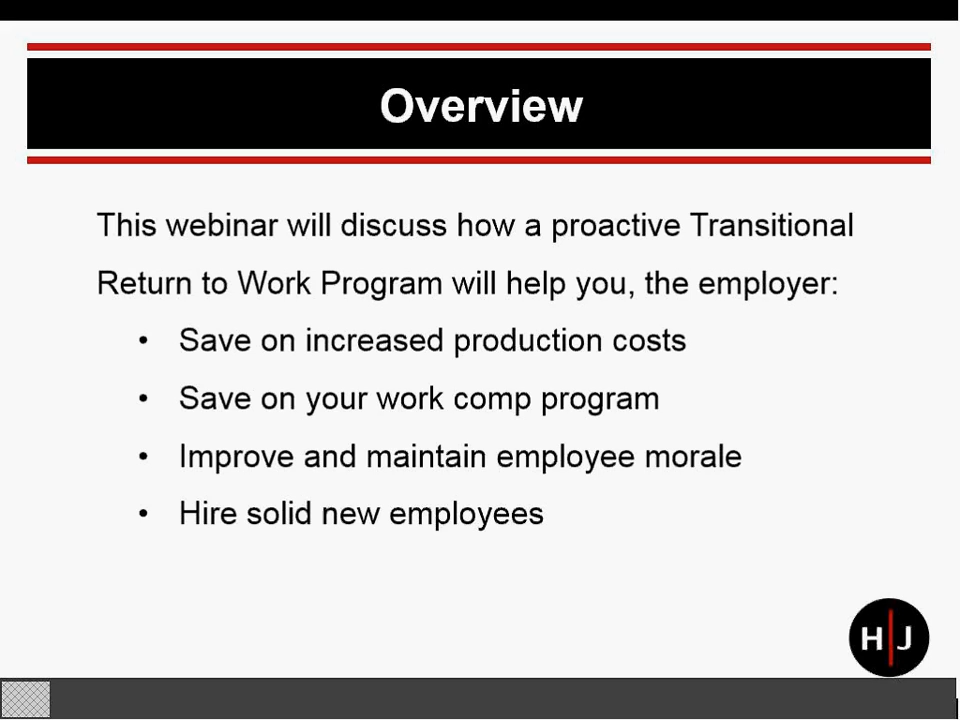 Overview
This webinar will discuss how a proactive Transitional
Return to Work Program will help you, the employer:
• Save on increased production costs
• Save on your work comp program
• Improve and maintain employee morale
• Hire solid new employees
H|J